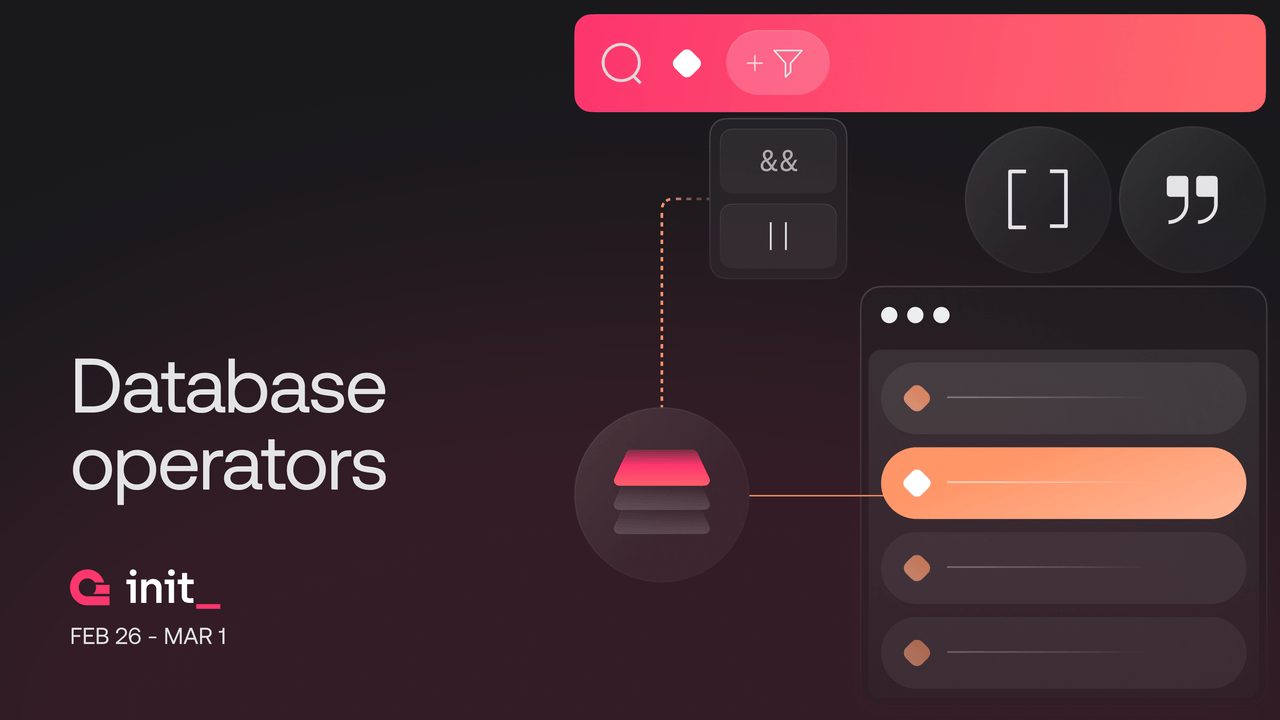 &&
||
[ ]
”
Database
operators
init_
FEB 26 - MAR 1